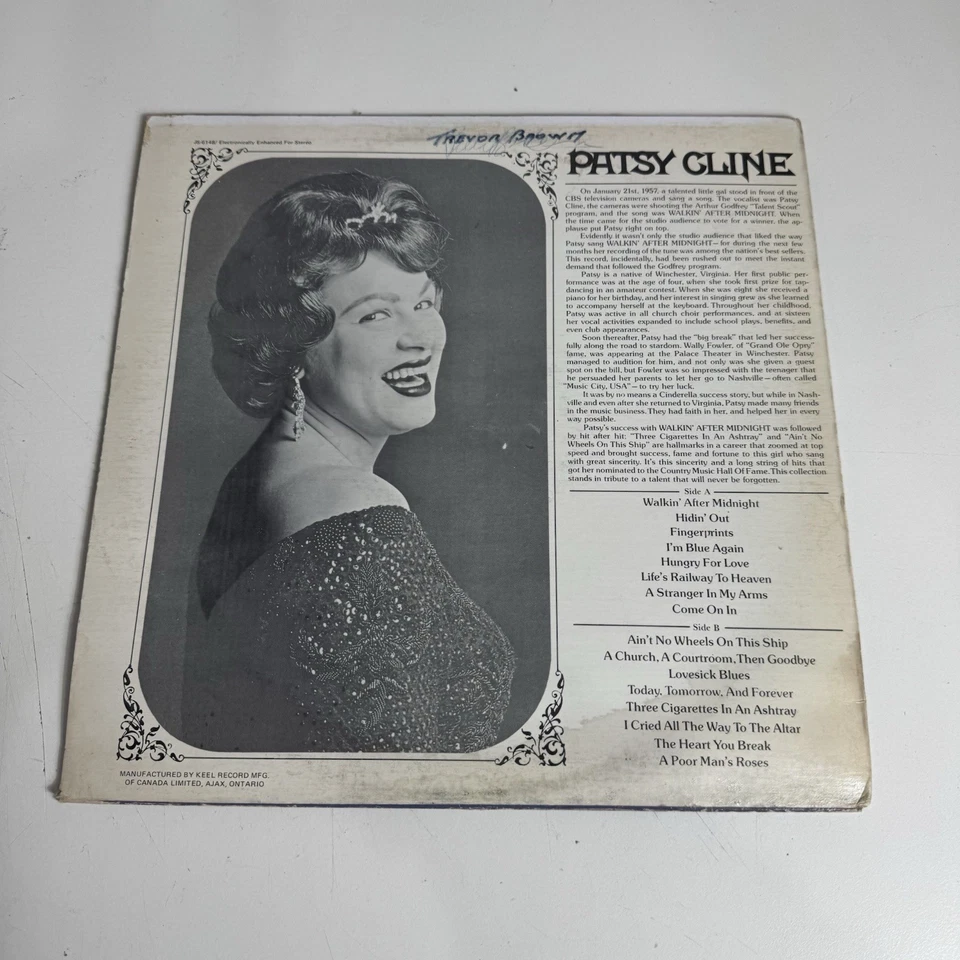 TREVOR BROWN
JS-6148/ Electronically Enhanced For Stereo
PATSY CLINE
On January 21st, 1957, a talented little gal stood in front of the
CBS television cameras and sang a song. The vocalist was Patsy
Cline, the cameras were shooting the Arthur Godfrey "Talent Scout"
program, and the song was WALKIN' AFTER MIDNIGHT. When
the time came for the studio audience to vote for a winner, the ap-
plause put Patsy right on top.
Evidently it wasn't only the studio audience that liked the way
Patsy sang WALKIN' AFTER MIDNIGHT—for during the next few
months her recording of the tune was among the nation's best sellers.
This record, incidentally, had been rushed out to meet the instant
demand that followed the Godfrey program.
Patsy is a native of Winchester, Virginia. Her first public per-
formance was at the age of four, when she took first prize for tap-
dancing in an amateur contest. When she was eight she received a
piano for her birthday, and her interest in singing grew as she learned
to accompany herself at the keyboard. Throughout her childhood,
Patsy was active in all church choir performances, and at sixteen
her vocal activities expanded to include school plays, benefits, and
even club appearances.
Soon thereafter, Patsy had the "big break" that led her success-
fully along the road to stardom. Wally Fowler, of "Grand Ole Opry"
fame, was appearing at the Palace Theater in Winchester. Patsy
managed to audition for him, and not only was she given a guest
spot on the bill, but Fowler was so impressed with the teenager that
he persuaded her parents to let her go to Nashville—often called
"Music City, USA"—to try her luck.
It was by no means a Cinderella success story, but while in Nash-
ville and even after she returned to Virginia, Patsy made many friends
in the music business. They had faith in her, and helped her in every
way possible.
Patsy's success with WALKIN' AFTER MIDNIGHT was followed
by hit after hit: "Three Cigarettes In An Ashtray" and "Ain't No
Wheels On This Ship" are hallmarks in a career that zoomed at top
speed and brought success, fame and fortune to this girl who sang
with great sincerity. It's this sincerity and a long string of hits that
got her nominated to the Country Music Hall Of Fame. This collection
stands in tribute to a talent that will never be forgotten.
Side A
Walkin' After Midnight
Hidin' Out
Fingerprints
I'm Blue Again
Hungry For Love
Life's Railway To Heaven
A Stranger In My Arms
Come On In
Side B
Ain't No Wheels On This Ship
A Church, A Courtroom, Then Goodbye
Lovesick Blues
Today, Tomorrow, And Forever
Three Cigarettes In An Ashtray
I Cried All The Way To The Altar
The Heart You Break
A Poor Man's Roses
MANUFACTURED BY KEEL RECORD MFG.
OF CANADA LIMITED, AJAX, ONTARIO